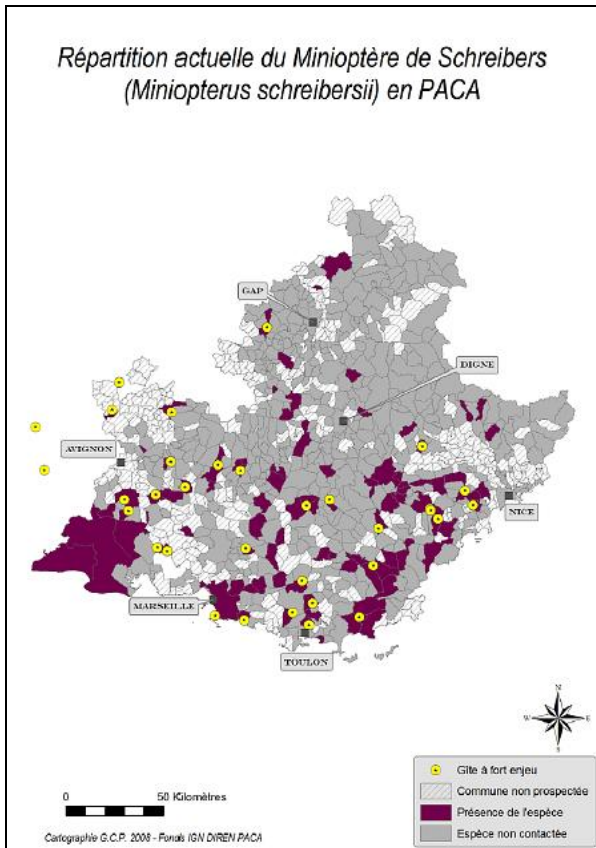 Répartition actuelle du Minioptère de Schreibers
(Miniopterus schreibersii) en PACA
GAP
DIGNE
AVIGNON
NICE
MARSEILLE
TOULON
N
W
E
S
0
50 Kilomètres
Gîte à fort enjeu
Commune non prospectée
Présence de l'espèce
Espèce non contactée
Cartographie G.C.P. 2008 - Fonds IGN DIREN PACA